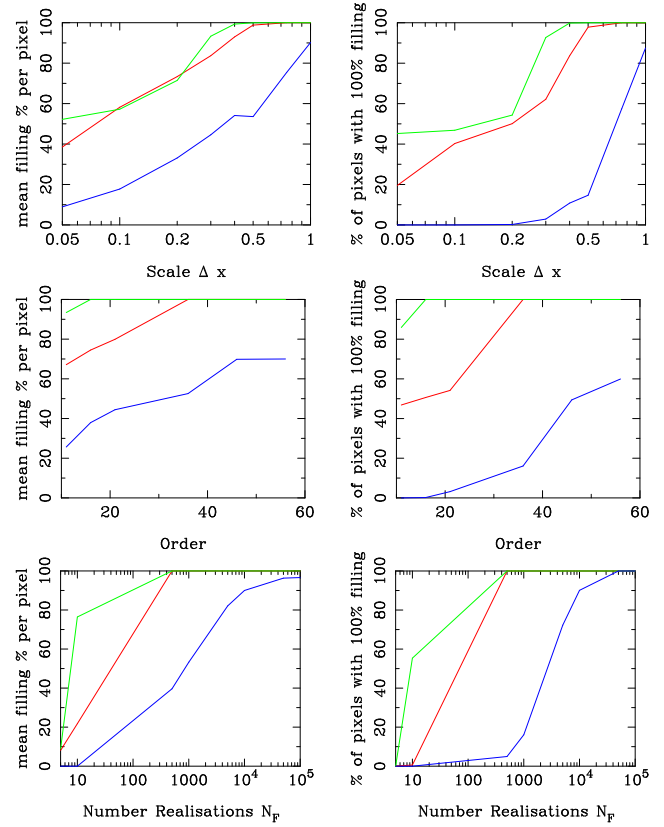 mean filling % per pixel
100
80
60
40
20
0
0.05 0.1 0.2 0.5 1
Scale Δ x
% of pixels with 100% filling
100
80
60
40
20
0
0.05 0.1 0.2 0.5 1
Scale Δ x
mean filling % per pixel
100
80
60
40
20
0
20 40 60
Order
% of pixels with 100% filling
100
80
60
40
20
0
20 40 60
Order
mean filling % per pixel
100
80
60
40
20
0
10 100 1000 10⁴ 10⁵
Number Realisations N_F
% of pixels with 100% filling
100
80
60
40
20
0
10 100 1000 10⁴ 10⁵
Number Realisations N_F